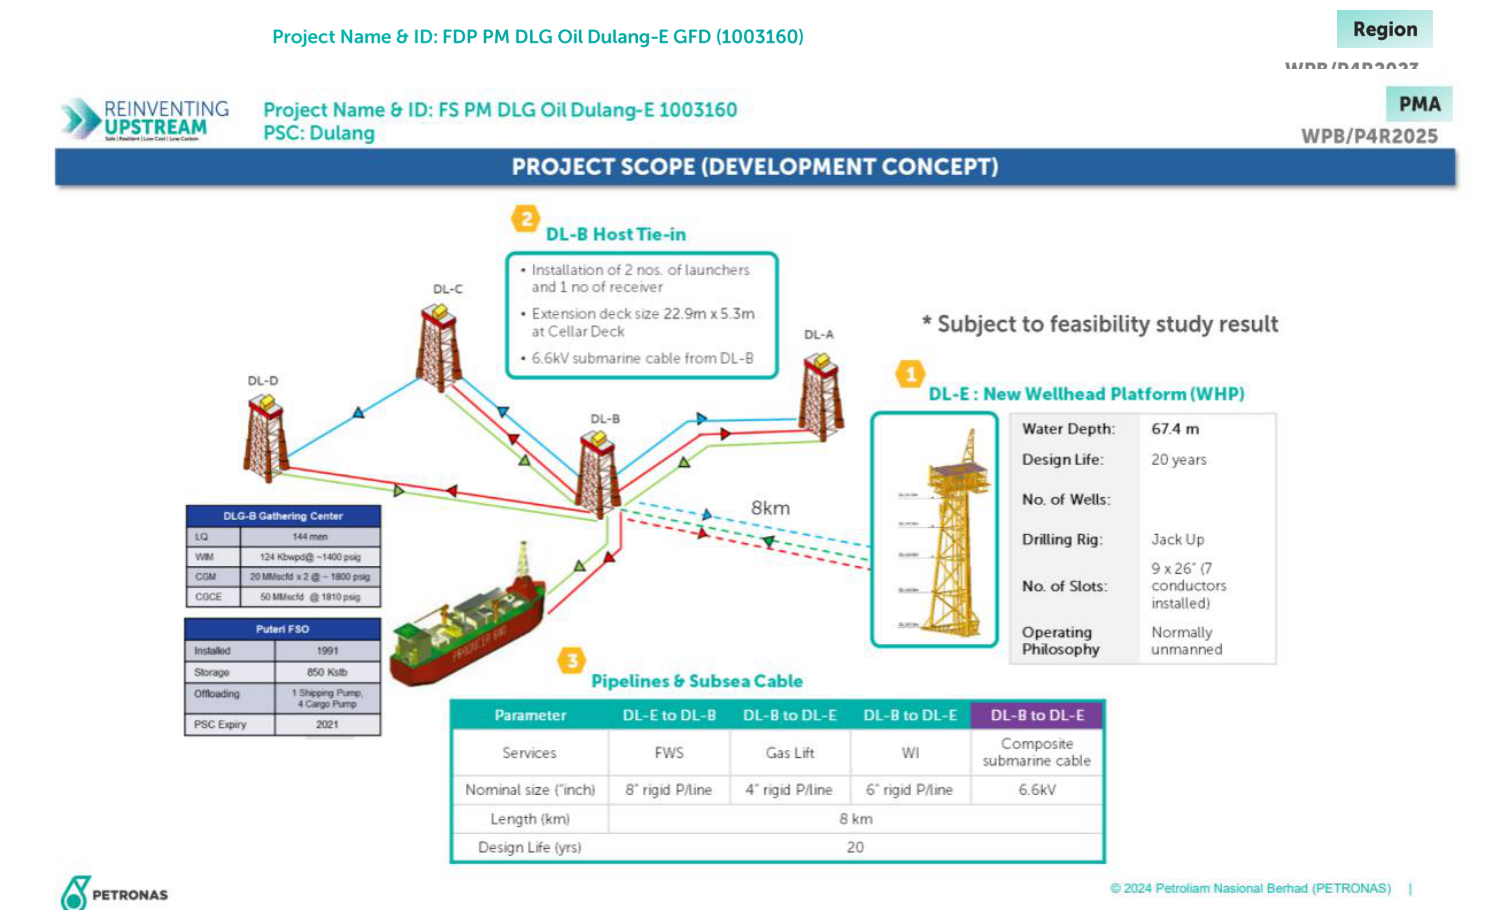 Project Name & ID: FDP PM DLG Oil Dulang-E GFD (1003160)
Region
REINVENTING
UPSTREAM
Safe | Resilient | Low Cost | Low Carbon
Project Name & ID: FS PM DLG Oil Dulang-E 1003160
PSC: Dulang
PMA
WPB/P4R2025
PROJECT SCOPE (DEVELOPMENT CONCEPT)
2
DL-B Host Tie-in
• Installation of 2 nos. of launchers
and 1 no of receiver
• Extension deck size 22.9m x 5.3m
at Cellar Deck
• 6.6kV submarine cable from DL-B
DL-C
DL-A
DL-D
DL-B
8km
* Subject to feasibility study result
1
DL-E : New Wellhead Platform (WHP)
Water Depth: 67.4 m
Design Life: 20 years
No. of Wells:
Drilling Rig: Jack Up
No. of Slots: 9 x 26" (7
conductors
installed)
Operating Normally
Philosophy unmanned
DLG-B Gathering Center
LQ 144 men
WIM 124 Kbwpd@ ~1400 psig
CGM 20 MMscfd x 2 @ ~ 1800 psig
CGCE 50 MMscfd @ 1810 psig
Puteri FSO
Installed 1991
Storage 850 Kstb
Offloading 1 Shipping Pump,
4 Cargo Pump
PSC Expiry 2021
3
Pipelines & Subsea Cable
Parameter DL-E to DL-B DL-B to DL-E DL-B to DL-E DL-B to DL-E
Services FWS Gas Lift WI Composite
submarine cable
Nominal size ("inch) 8" rigid P/line 4" rigid P/line 6" rigid P/line 6.6kV
Length (km) 8 km
Design Life (yrs) 20
PETRONAS
© 2024 Petroliam Nasional Berhad (PETRONAS) |